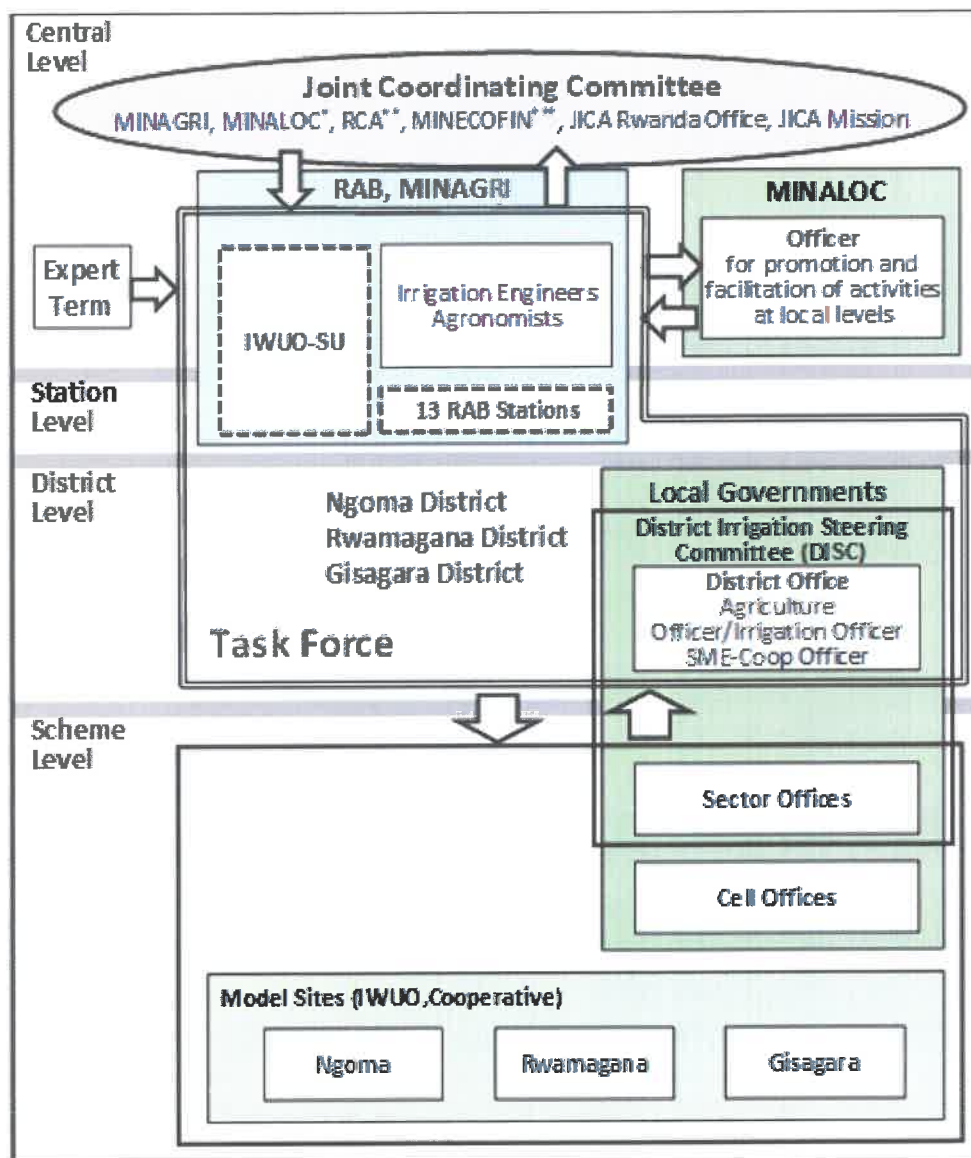 Central
Level
Joint Coordinating Committee
MINAGRI, MINALOC*, RCA**, MINECOFIN***, JICA Rwanda Office, JICA Mission
RAB, MINAGRI
MINALOC
Officer
for promotion and
facilitation of activities
at local levels
Expert
Term
IWUO-SU
Irrigation Engineers
Agronomists
Station
Level
13 RAB Stations
District
Level
Ngoma District
Rwamagana District
Gisagara District
Task Force
Local Governments
District Irrigation Steering
Committee (DISC)
District Office
Agriculture
Officer/Irrigation Officer
SME-Coop Officer
Scheme
Level
Sector Offices
Cell Offices
Model Sites (IWUO,Cooperative)
Ngoma
Rwamagana
Gisagara